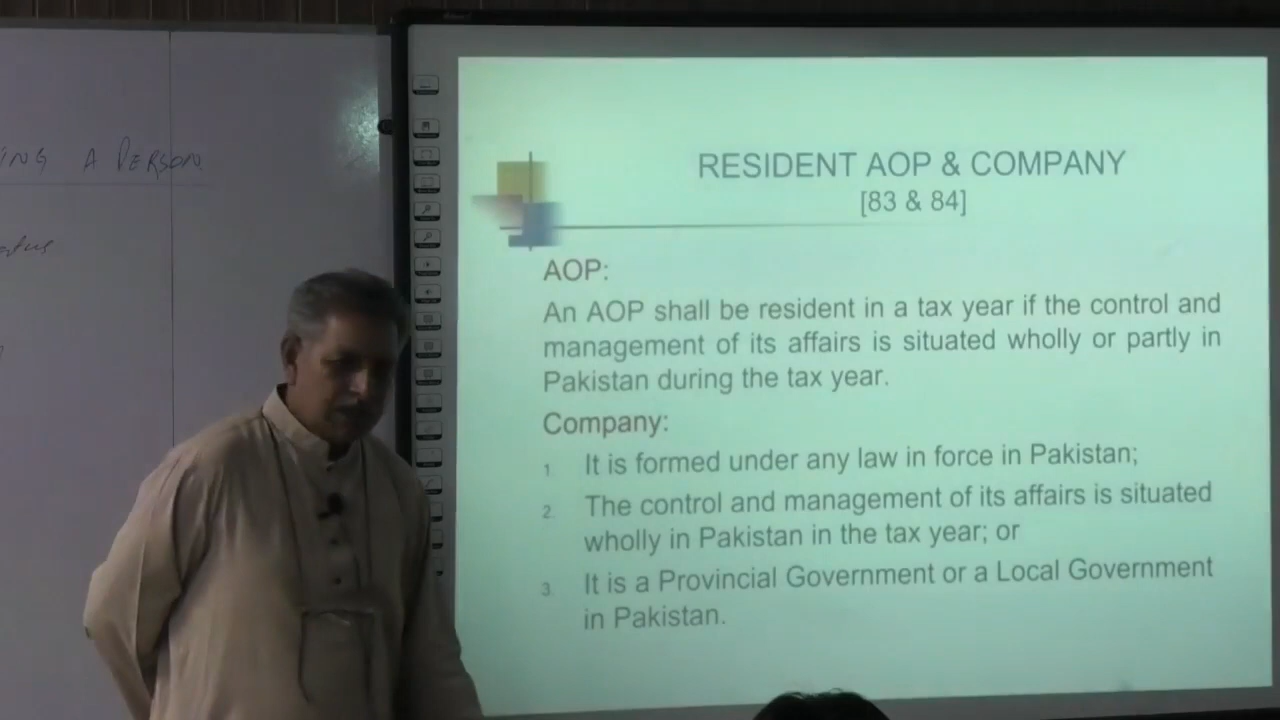 A PERSON
RESIDENT AOP & COMPANY
[83 & 84]
AOP:
An AOP shall be resident in a tax year if the control and
management of its affairs is situated wholly or partly in
Pakistan during the tax year.
Company:
1. It is formed under any law in force in Pakistan;
2. The control and management of its affairs is situated
wholly in Pakistan in the tax year; or
3. It is a Provincial Government or a Local Government
in Pakistan.